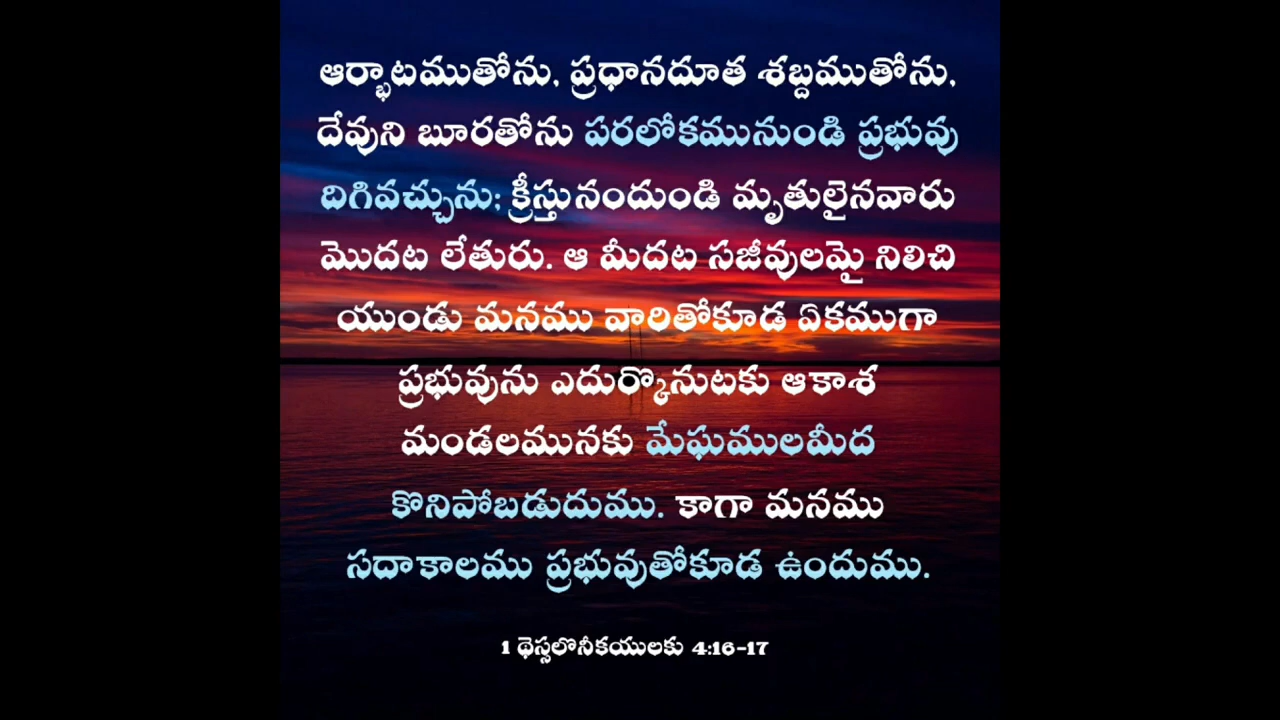 ఆర్భాటముతోను, ప్రధానదూత శబ్దముతోను,
దేవుని బూరతోను పరలోకమునుండి ప్రభువు
దిగివచ్చును; క్రీస్తునందుండి మృతులైనవారు
మొదట లేతురు. ఆ మీదట సజీవులమై నిలిచి
యుండు మనము వారితోకూడ ఏకముగా
ప్రభువును ఎదుర్కొనుటకు ఆకాశ
మండలమునకు మేఘములమీద
కొనిపోబడుదుము. కాగా మనము
సదాకాలము ప్రభువుతోకూడ ఉందుము.
1 థెస్సలొనీకయులకు 4:16-17